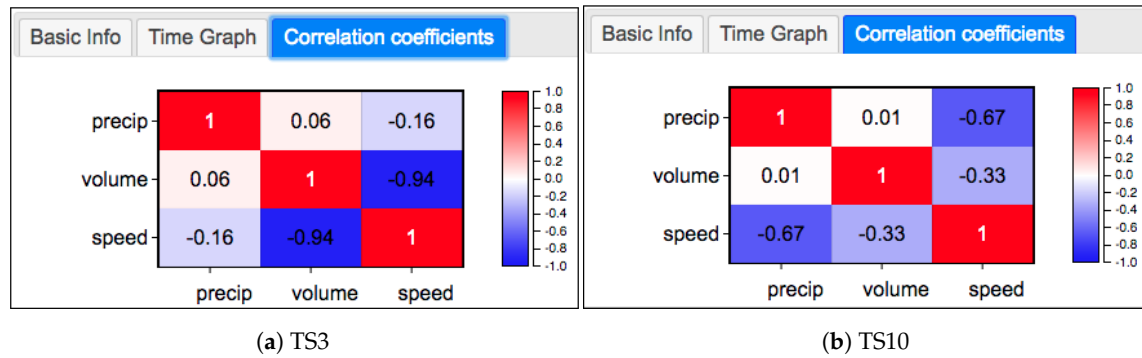 Basic Info Time Graph Correlation coefficients
precip 1 0.06 -0.16
volume 0.06 1 -0.94
speed -0.16 -0.94 1
precip volume speed
1.0
0.8
0.6
0.4
0.2
0.0
-0.2
-0.4
-0.6
-0.8
-1.0
(a) TS3
Basic Info Time Graph Correlation coefficients
precip 1 0.01 -0.67
volume 0.01 1 -0.33
speed -0.67 -0.33 1
precip volume speed
1.0
0.8
0.6
0.4
0.2
0.0
-0.2
-0.4
-0.6
-0.8
-1.0
(b) TS10